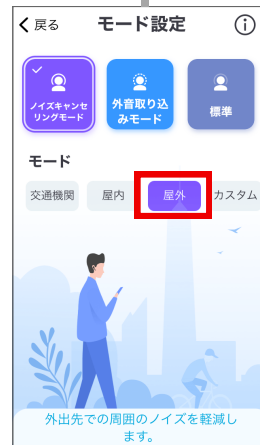 戻る
モード設定
ノイズキャンセ
リングモード
外音取り込
みモード
標準
モード
交通機関
屋内
屋外
カスタム
外出先での周囲のノイズを軽減し
ます。